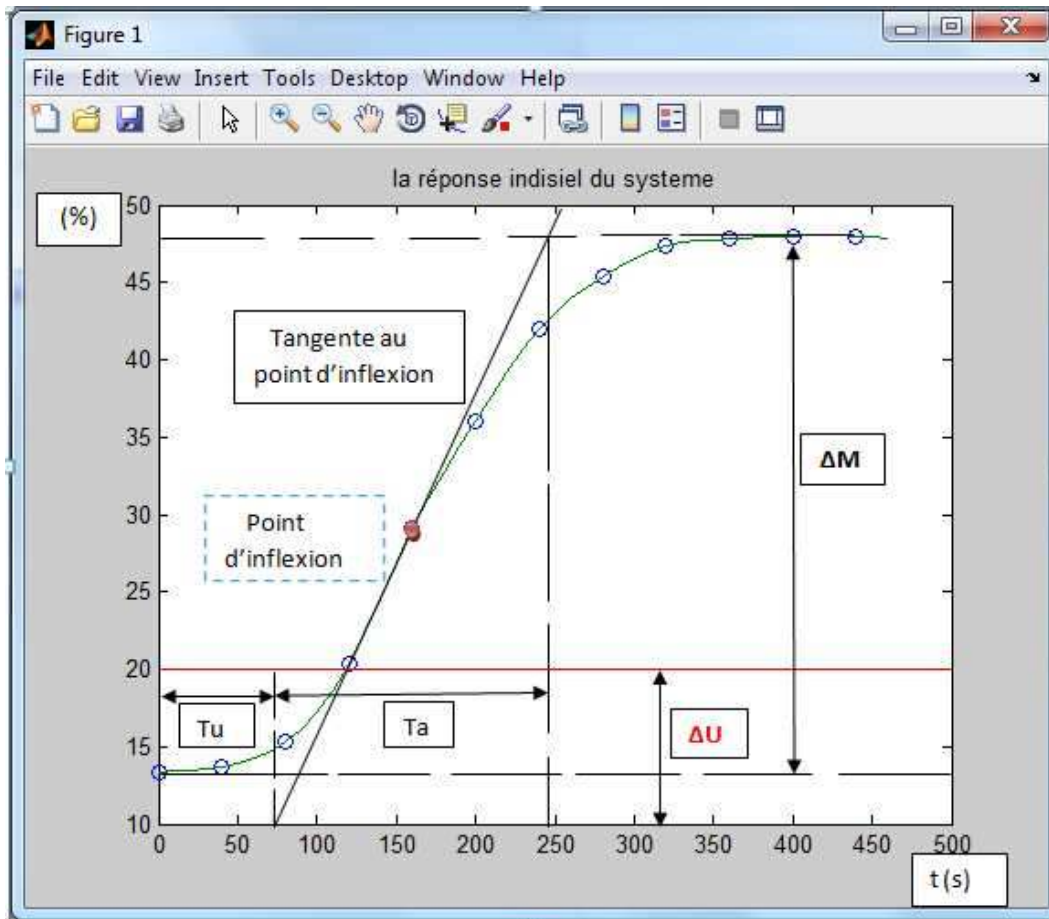 Figure 1
File Edit View Insert Tools Desktop Window Help
la réponse indisiel du systeme
(%)
50
45
40
35
30
25
20
15
10
Tangente au
point d'inflexion
Point
d'inflexion
ΔM
Tu
Ta
ΔU
0 50 100 150 200 250 300 350 400 450 500
t (s)